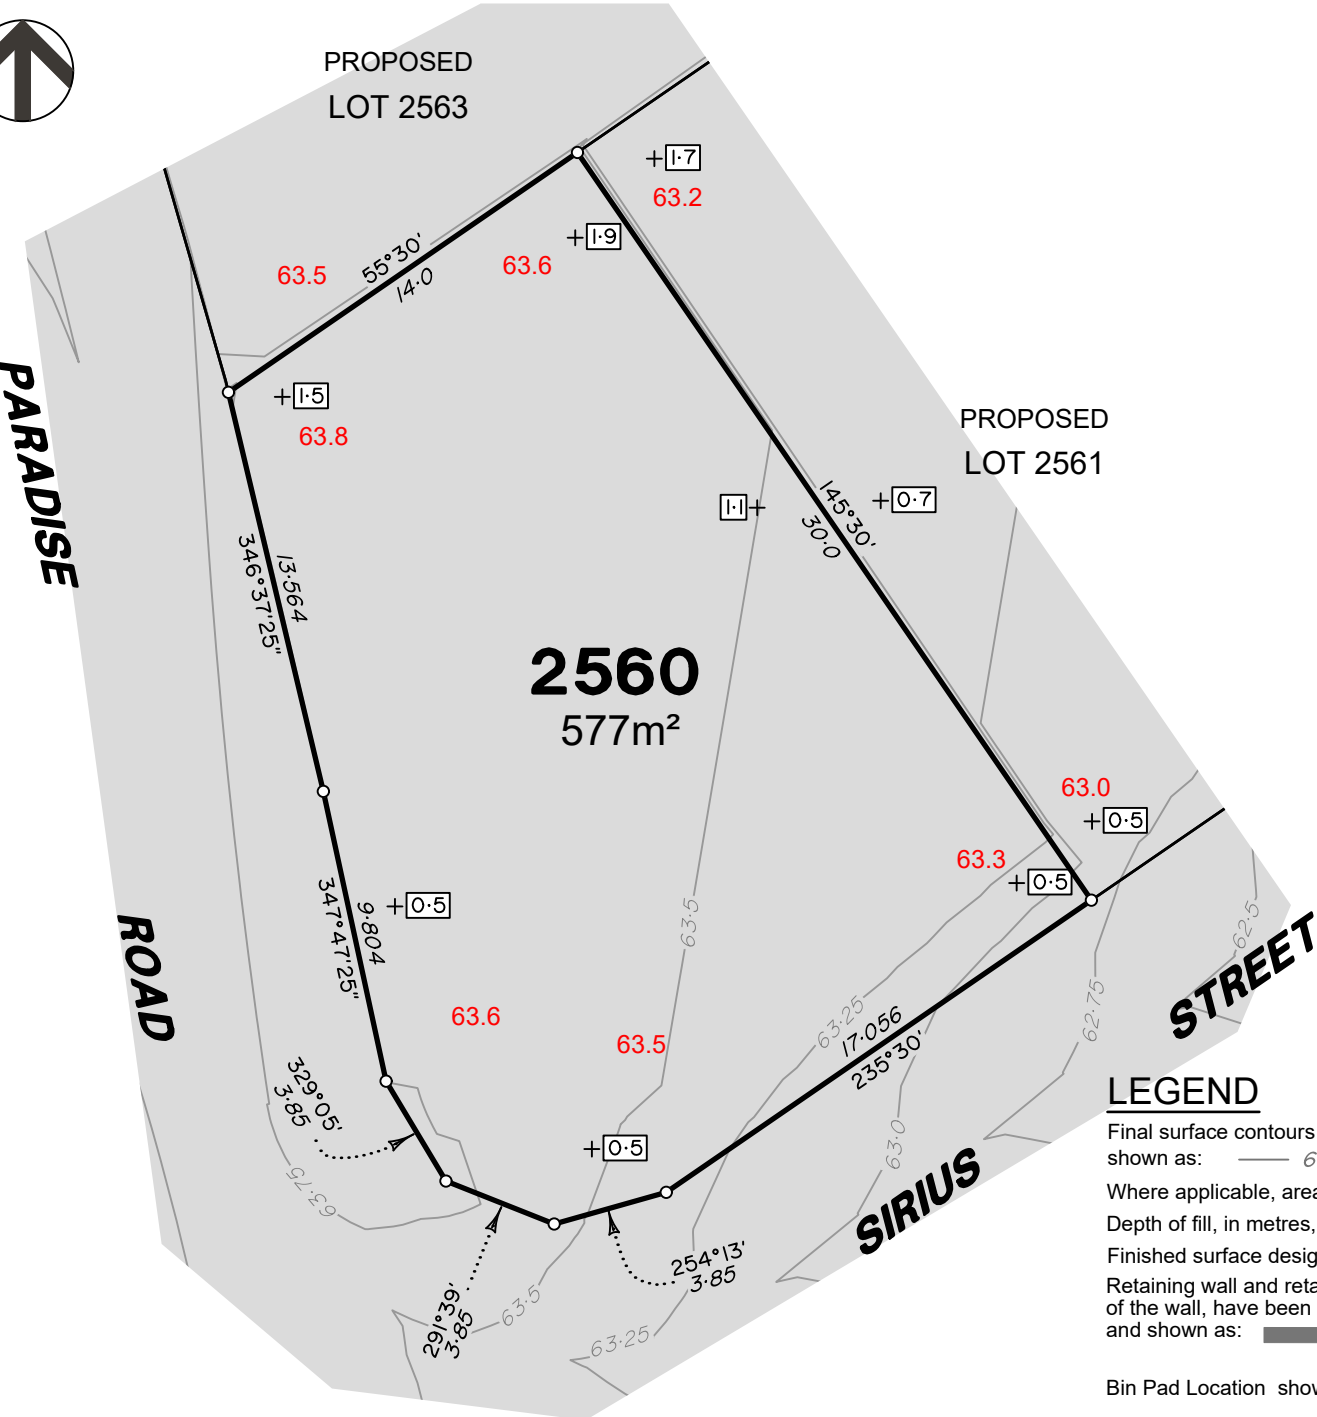 PROPOSED
LOT 2563
1·7
63.2
1·9
63.6
63.5
55°30'
14·0
1·5
63.8
PARADISE
ROAD
PROPOSED
LOT 2561
0·7
1·1
145°30'
30·0
13·564
346°37'25"
2560
577m²
63.0
0·5
63.3
0·5
9·804
347°47'25"
0·5
63.6
63.5
63·5
63·25
17·056
235°30'
62·75
62·5
STREET
SIRIUS
63·0
329°05'
3·85
63·75
0·5
254°13'
3·85
291°39'
3·85
63·5
63·25
LEGEND
Final surface contours
shown as: 6
Where applicable, area
Depth of fill, in metres,
Finished surface desig
Retaining wall and reta
of the wall, have been
and shown as:
Bin Pad Location show